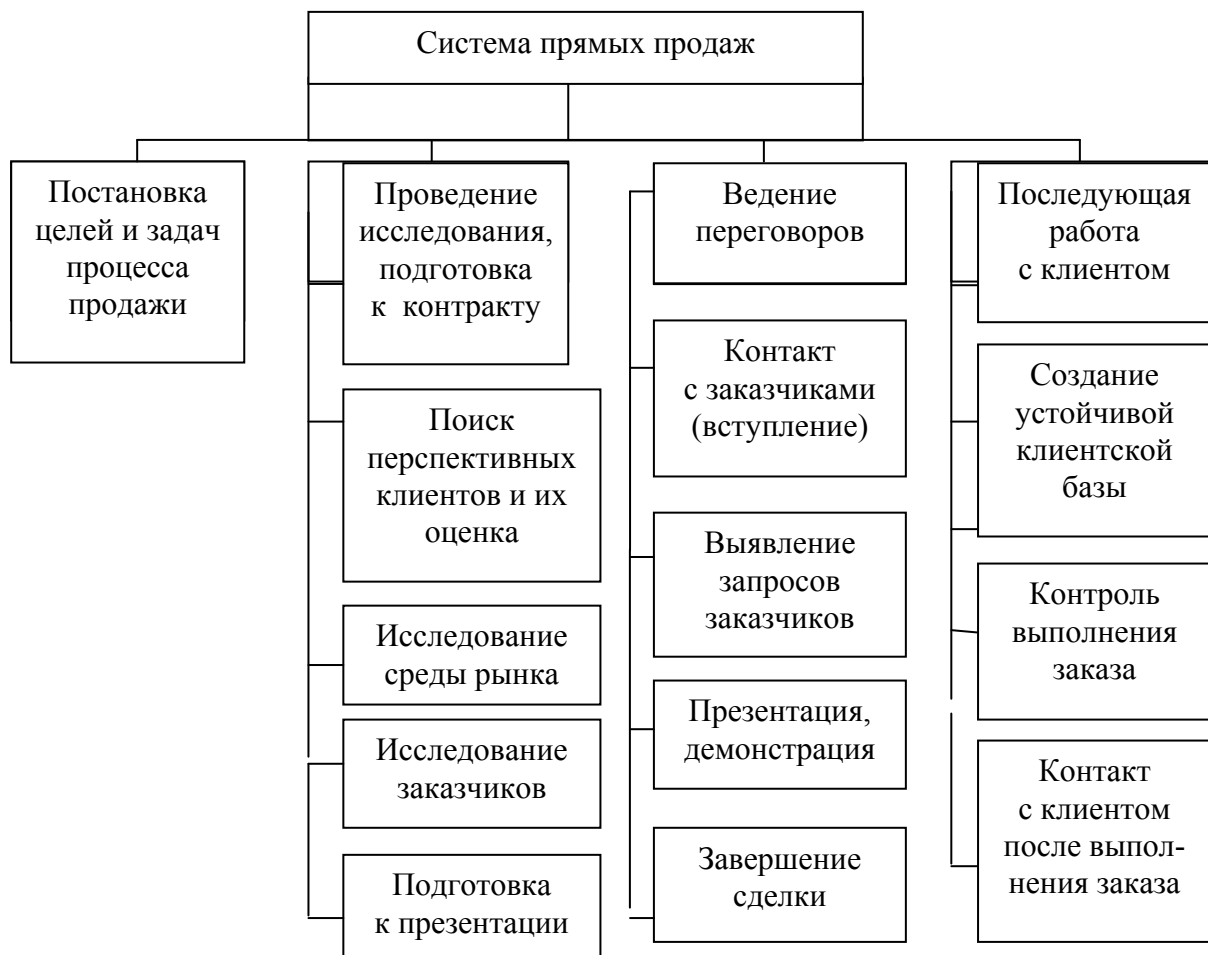 Система прямых продаж
Постановка
целей и задач
процесса
продажи
Проведение
исследования,
подготовка
к контракту
Поиск
перспективных
клиентов и их
оценка
Исследование
среды рынка
Исследование
заказчиков
Подготовка
к презентации
Ведение
переговоров
Контакт
с заказчиками
(вступление)
Выявление
запросов
заказчиков
Презентация,
демонстрация
Завершение
сделки
Последующая
работа
с клиентом
Создание
устойчивой
клиентской
базы
Контроль
выполнения
заказа
Контакт
с клиентом
после выпол-
нения заказа